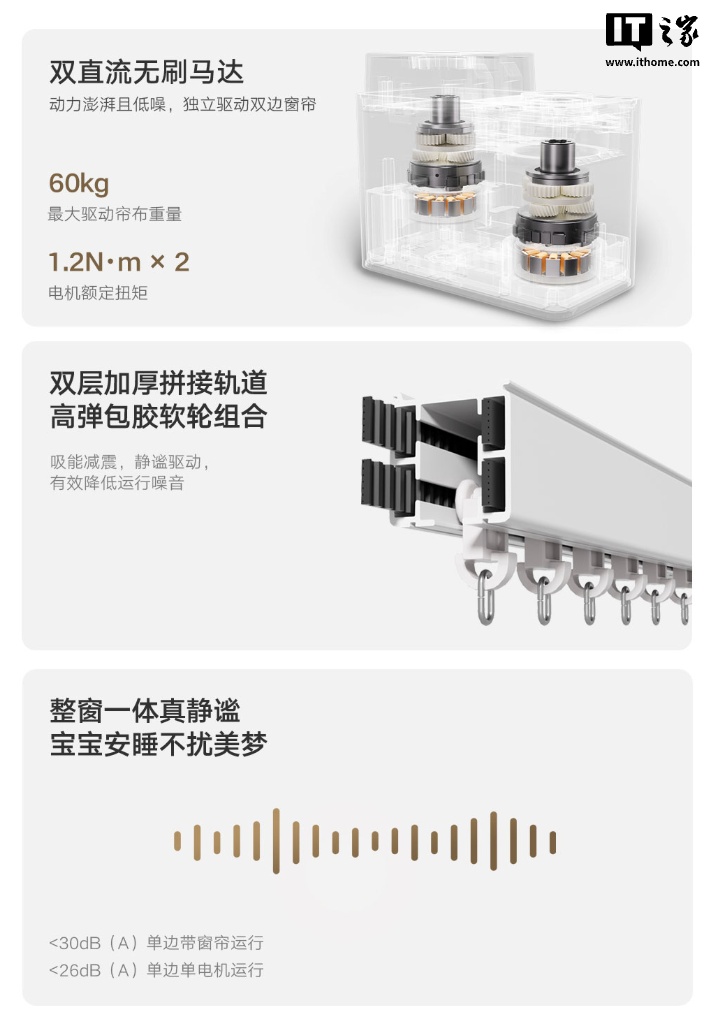 IT之家
www.ithome.com
双直流无刷马达
动力澎湃且低噪，独立驱动双边窗帘
60kg
最大驱动帘布重量
1.2N·m × 2
电机额定扭矩
双层加厚拼接轨道
高弹包胶软轮组合
吸能减震，静谧驱动，
有效降低运行噪音
整窗一体真静谧
宝宝安睡不扰美梦
<30dB（A）单边带窗帘运行
<26dB（A）单边单电机运行